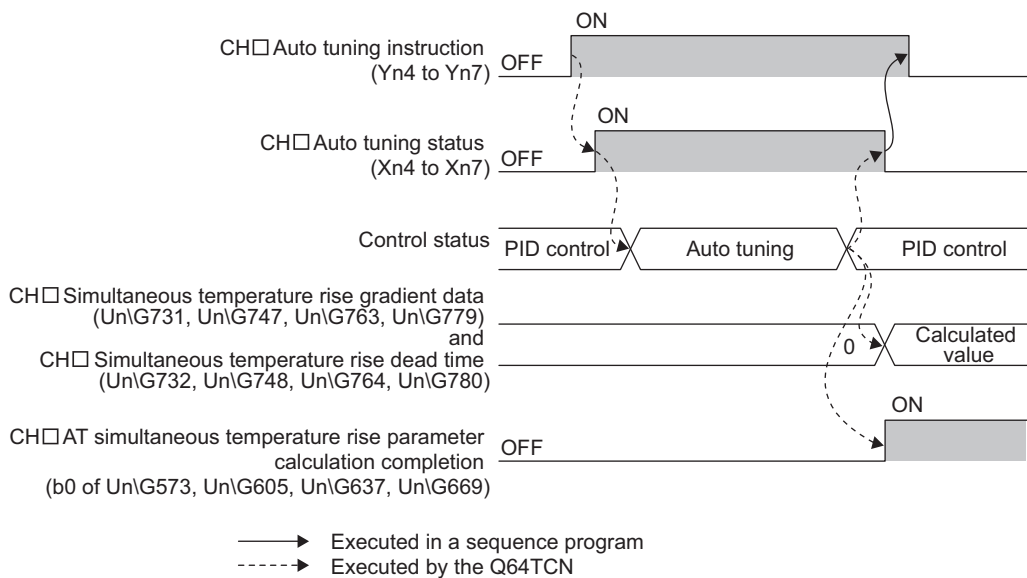 ON
CH□ Auto tuning instruction
(Yn4 to Yn7)
OFF
ON
CH□ Auto tuning status
(Xn4 to Xn7)
OFF
Control status
PID control
Auto tuning
PID control
CH□ Simultaneous temperature rise gradient data
(Un\G731, Un\G747, Un\G763, Un\G779)
and
CH□ Simultaneous temperature rise dead time
(Un\G732, Un\G748, Un\G764, Un\G780)
0
Calculated
value
ON
CH□ AT simultaneous temperature rise parameter
calculation completion
(b0 of Un\G573, Un\G605, Un\G637, Un\G669)
OFF
Executed in a sequence program
Executed by the Q64TCN